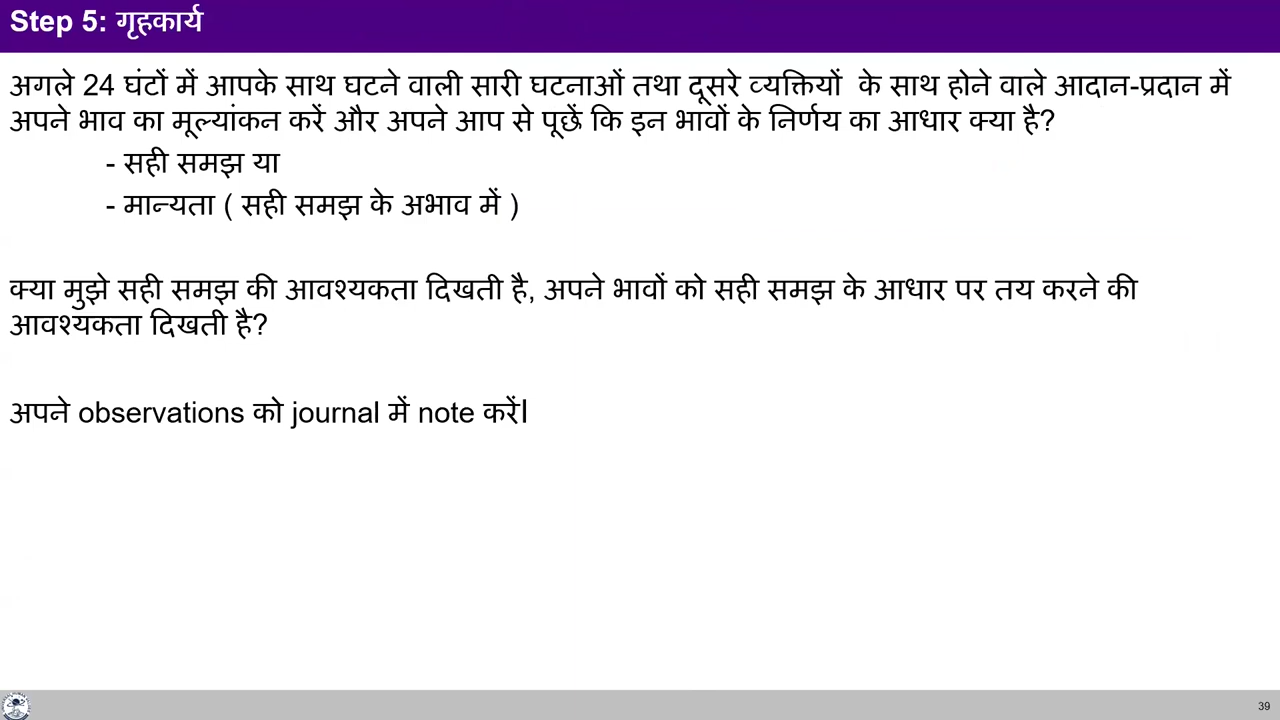 Step 5: गृहकार्य
अगले 24 घंटों में आपके साथ घटने वाली सारी घटनाओं तथा दूसरे व्यक्तियों के साथ होने वाले आदान-प्रदान में
अपने भाव का मूल्यांकन करें और अपने आप से पूछें कि इन भावों के निर्णय का आधार क्या है?
- सही समझ या
- मान्यता ( सही समझ के अभाव में )
क्या मुझे सही समझ की आवश्यकता दिखती है, अपने भावों को सही समझ के आधार पर तय करने की
आवश्यकता दिखती है?
अपने observations को journal में note करें।
39